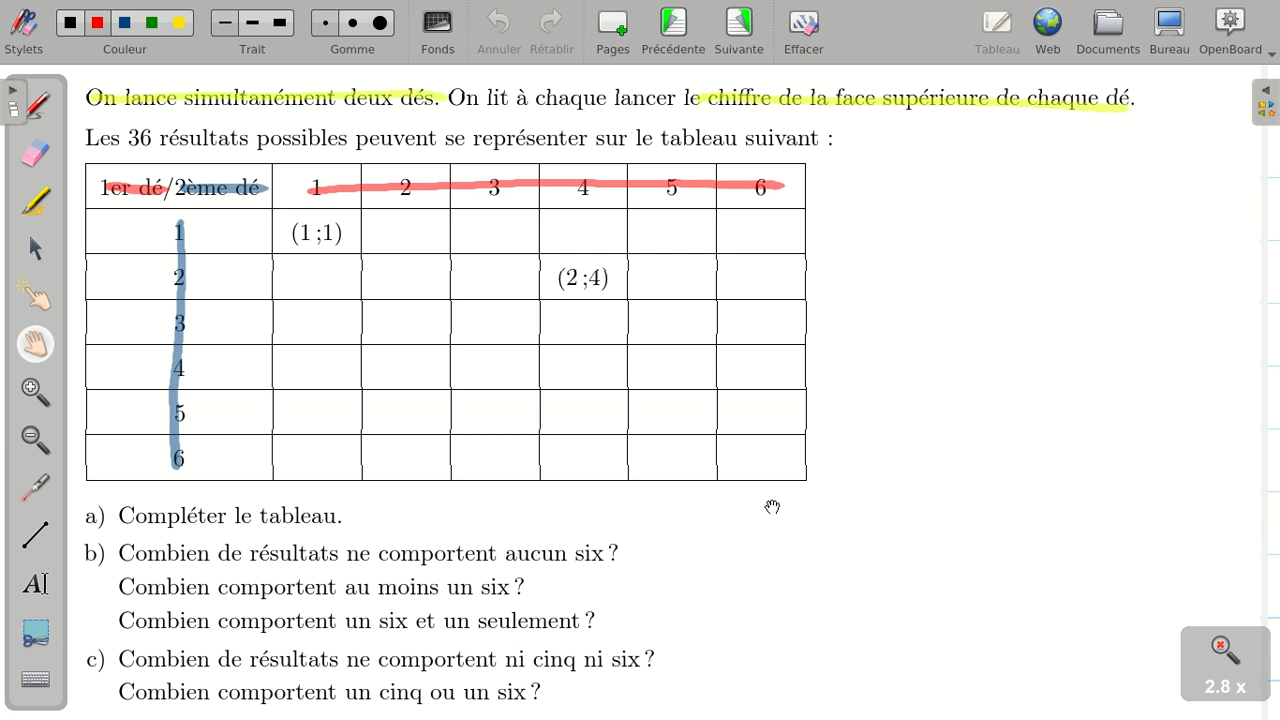 Stylets Couleur Trait Gomme Fonds Annuler Rétablir Pages Précédente Suivante Effacer Tableau Web Documents Bureau OpenBoard
On lance simultanément deux dés. On lit à chaque lancer le chiffre de la face supérieure de chaque dé.
Les 36 résultats possibles peuvent se représenter sur le tableau suivant :
1er dé/2ème dé 1 2 3 4 5 6
1 (1 ;1)
2 (2 ;4)
3
4
5
6
a) Compléter le tableau.
b) Combien de résultats ne comportent aucun six ?
Combien comportent au moins un six ?
Combien comportent un six et un seulement ?
c) Combien de résultats ne comportent ni cinq ni six ?
Combien comportent un cinq ou un six ?
2.8 x